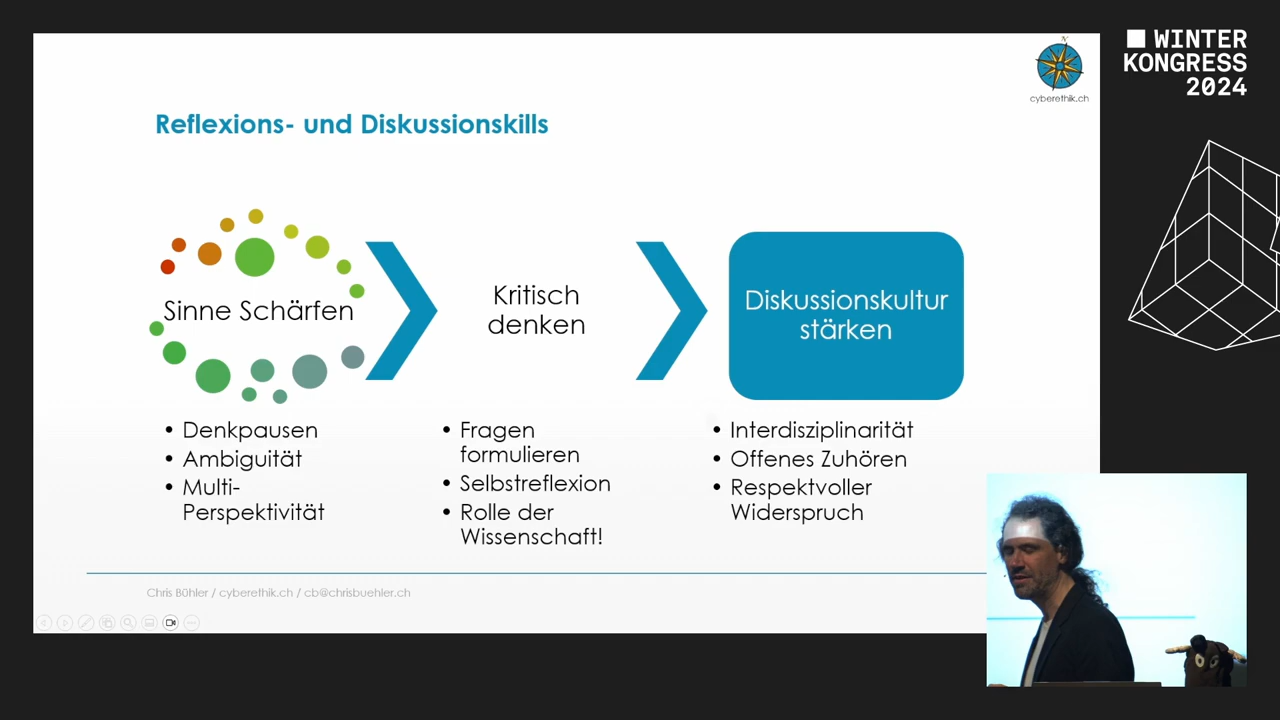 WINTER
KONGRESS
2024
cyberethik.ch
Reflexions- und Diskussionskills
Sinne Schärfen
Kritisch
denken
Diskussionskultur
stärken
• Denkpausen
• Ambiguität
• Multi-
Perspektivität
• Fragen
formulieren
• Selbstreflexion
• Rolle der
Wissenschaft!
• Interdisziplinarität
• Offenes Zuhören
• Respektvoller
Widerspruch
Chris Bühler / cyberethik.ch / cb@chrisbuehler.ch